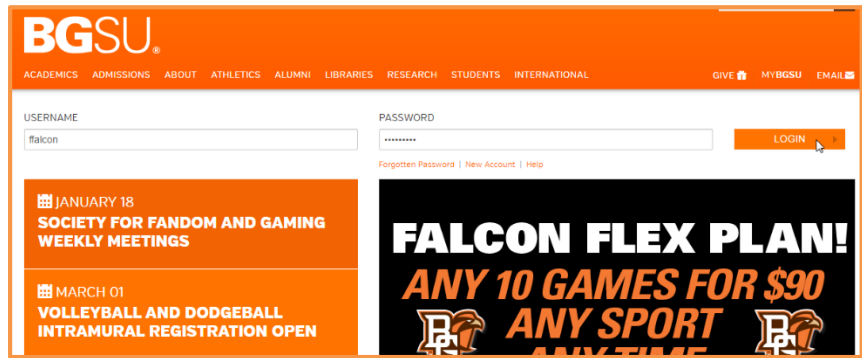 BGSU®
ACADEMICS ADMISSIONS ABOUT ATHLETICS ALUMNI LIBRARIES RESEARCH STUDENTS INTERNATIONAL GIVE MYBGSU EMAIL
USERNAME
ffalcon
PASSWORD
•••••••••
LOGIN
Forgotten Password | New Account | Help
JANUARY 18
SOCIETY FOR FANDOM AND GAMING
WEEKLY MEETINGS
MARCH 01
VOLLEYBALL AND DODGEBALL
INTRAMURAL REGISTRATION OPEN
FALCON FLEX PLAN!
ANY 10 GAMES FOR $90
ANY SPORT
ANY TIME